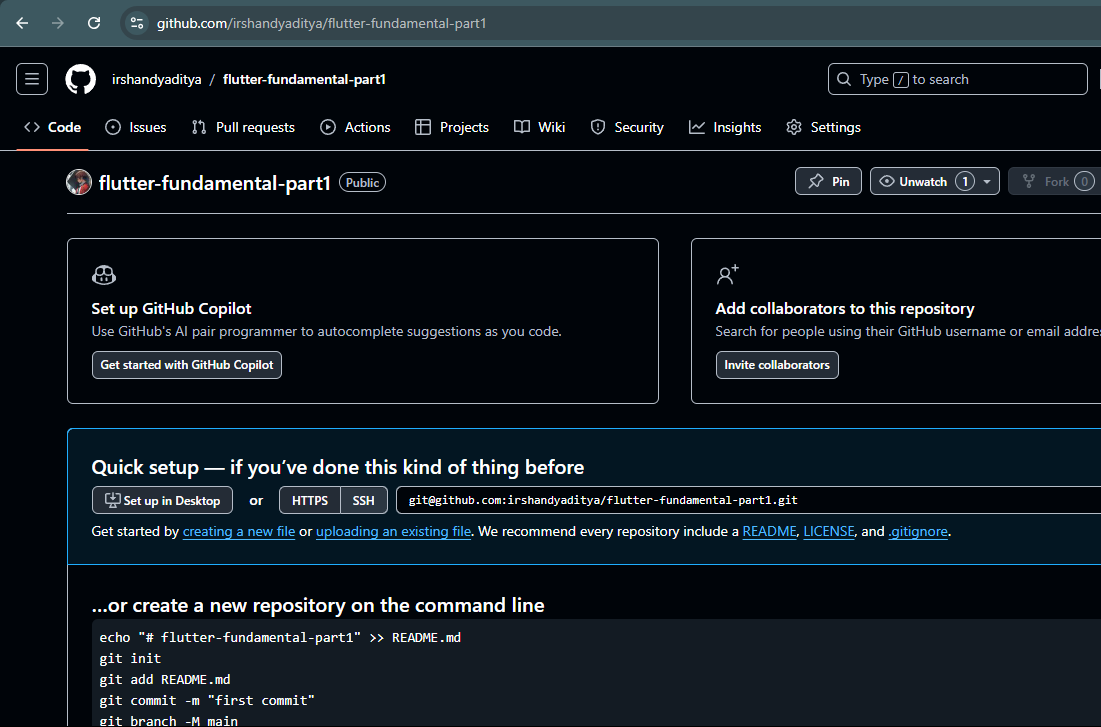 github.com/irshandyaditya/flutter-fundamental-part1
irshandyaditya / flutter-fundamental-part1
Type / to search
Code Issues Pull requests Actions Projects Wiki Security Insights Settings
flutter-fundamental-part1 Public
Pin Unwatch 1 Fork 0
Set up GitHub Copilot
Use GitHub's AI pair programmer to autocomplete suggestions as you code.
Get started with GitHub Copilot
Add collaborators to this repository
Search for people using their GitHub username or email addre
Invite collaborators
Quick setup — if you’ve done this kind of thing before
Set up in Desktop or HTTPS SSH git@github.com:irshandyaditya/flutter-fundamental-part1.git
Get started by creating a new file or uploading an existing file. We recommend every repository include a README, LICENSE, and .gitignore.
…or create a new repository on the command line
echo "# flutter-fundamental-part1" >> README.md
git init
git add README.md
git commit -m "first commit"
git branch -M main